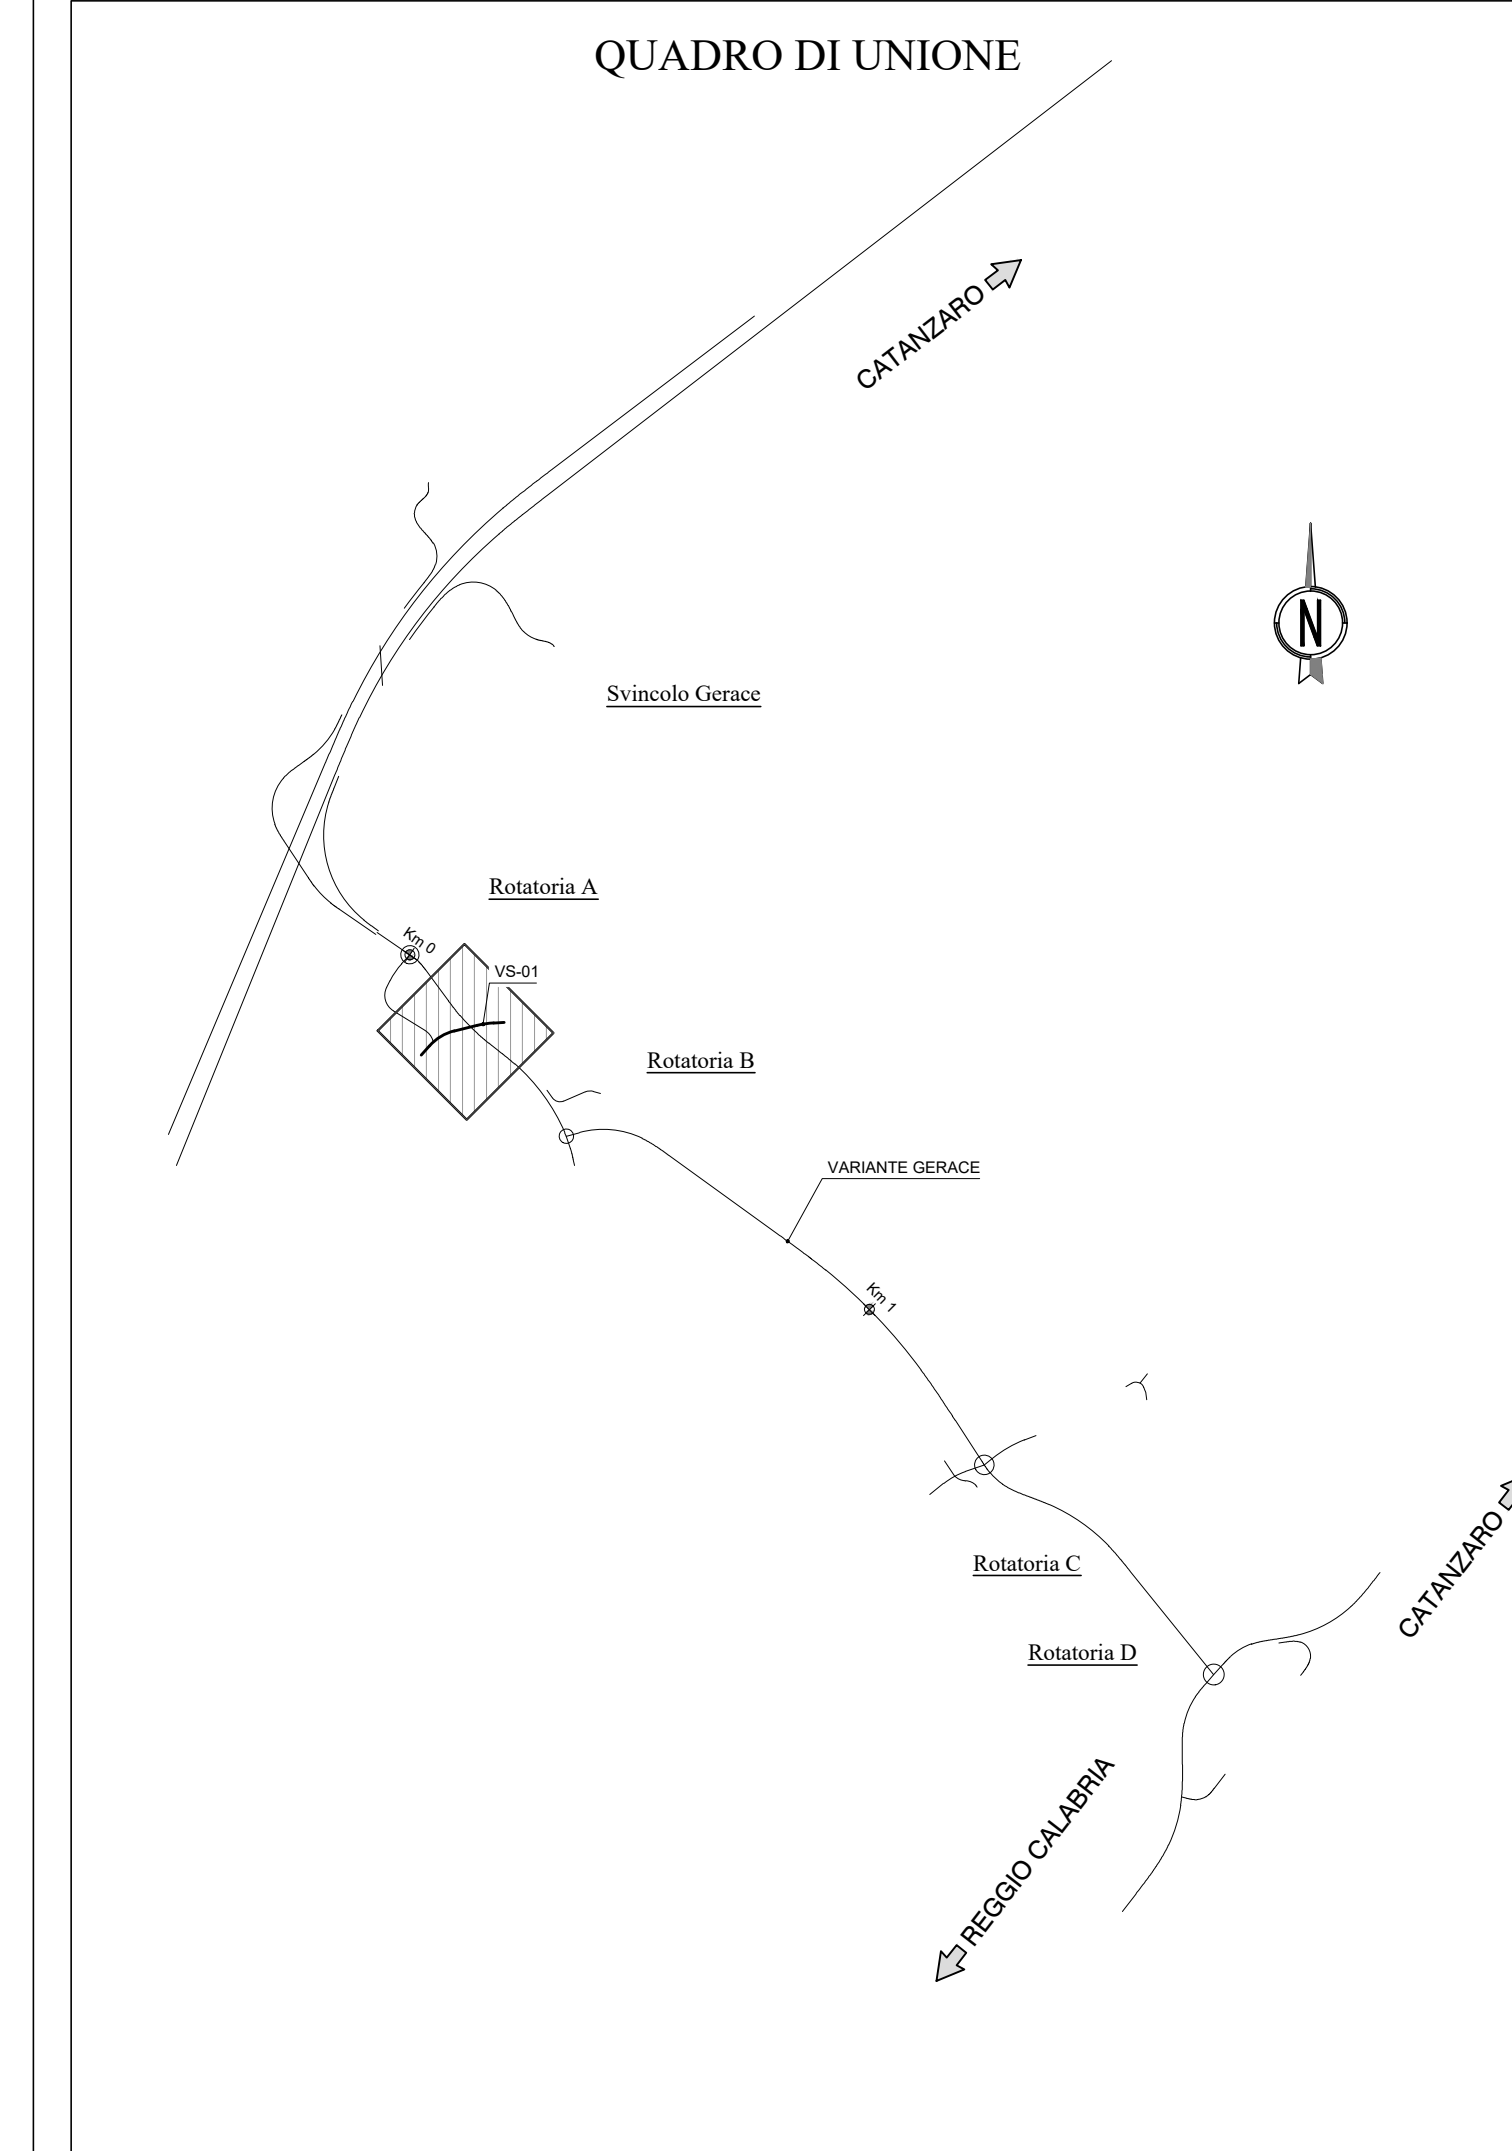 QUADRO DI UNIONE
CATANZARO
N
Svincolo Gerace
Rotatoria A
Km 0
VS-01
Rotatoria B
VARIANTE GERACE
Km 1
Rotatoria C
CATANZARO
Rotatoria D
REGGIO CALABRIA